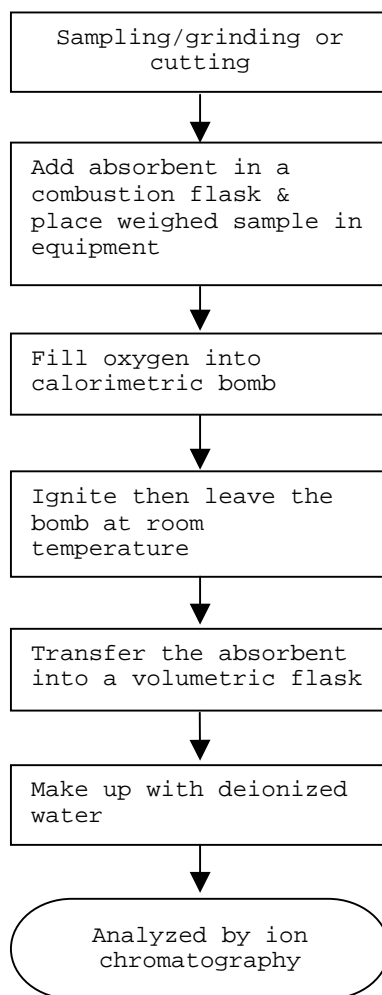 Sampling/grinding or
cutting
Add absorbent in a
combustion flask &
place weighed sample in
equipment
Fill oxygen into
calorimetric bomb
Ignite then leave the
bomb at room
temperature
Transfer the absorbent
into a volumetric flask
Make up with deionized
water
Analyzed by ion
chromatography